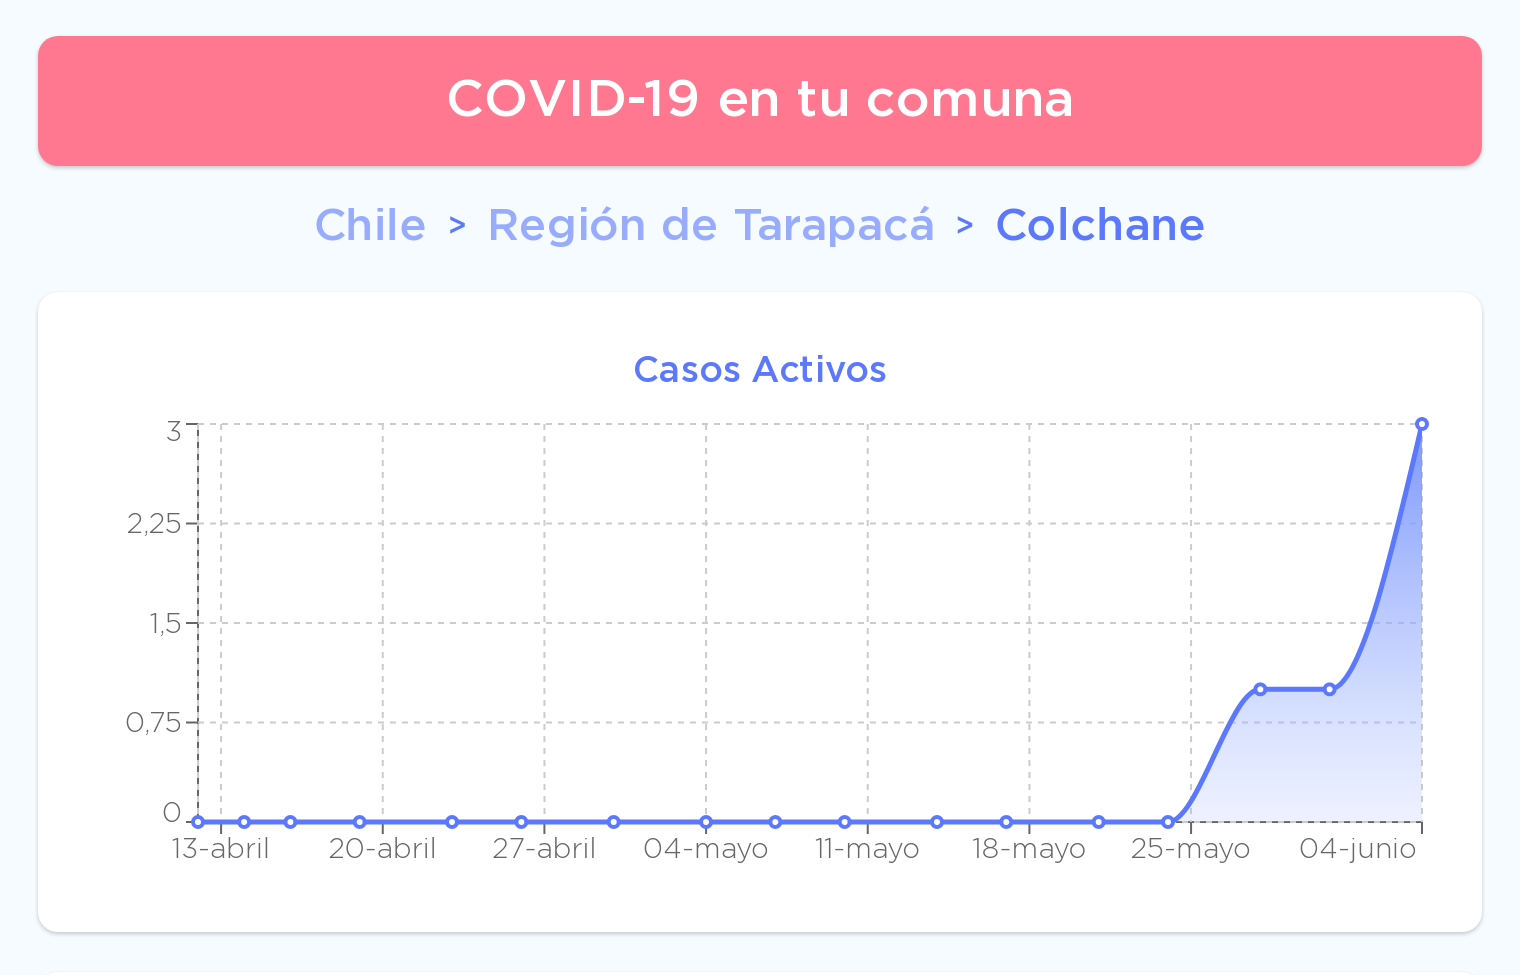 COVID-19 en tu comuna
Chile > Región de Tarapacá > Colchane
Casos Activos
3
2,25
1,5
0,75
0
13-abril 20-abril 27-abril 04-mayo 11-mayo 18-mayo 25-mayo 04-junio